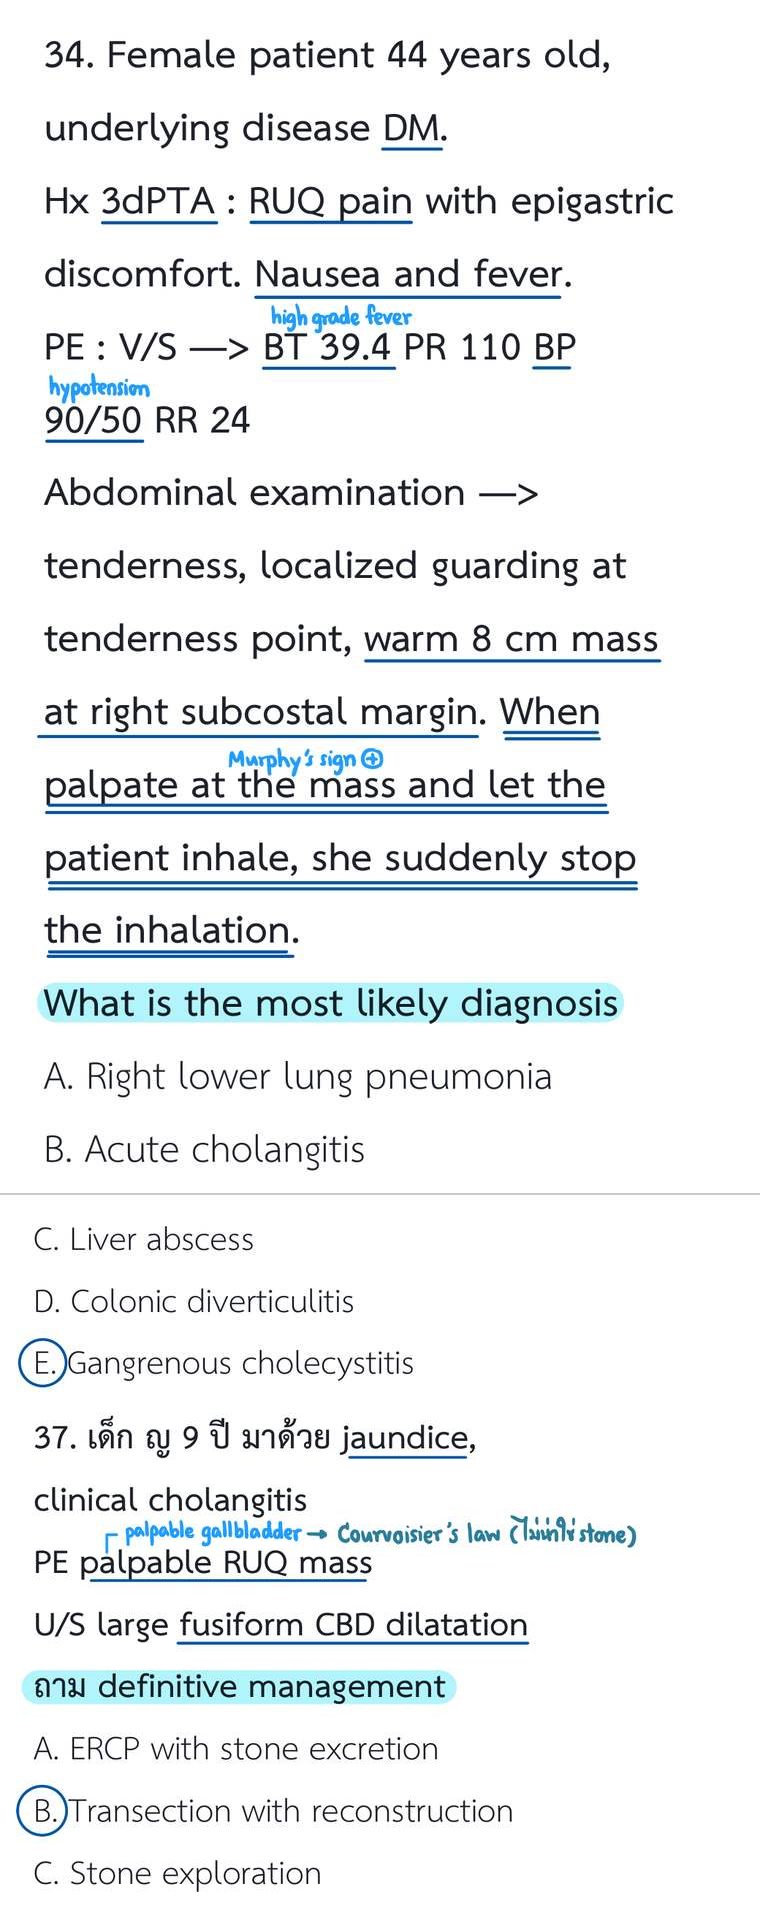 34. Female patient 44 years old,
underlying disease DM.
Hx 3dPTA : RUQ pain with epigastric
discomfort. Nausea and fever.
high grade fever
PE : V/S —> BT 39.4 PR 110 BP
hypotension
90/50 RR 24
Abdominal examination —>
tenderness, localized guarding at
tenderness point, warm 8 cm mass
at right subcostal margin. When
Murphy's sign ⊕
palpate at the mass and let the
patient inhale, she suddenly stop
the inhalation.
What is the most likely diagnosis
A. Right lower lung pneumonia
B. Acute cholangitis
C. Liver abscess
D. Colonic diverticulitis
E. Gangrenous cholecystitis
37. เด็ก ญ 9 ปี มาด้วย jaundice,
clinical cholangitis
palpable gallbladder → Courvoisier's law (ไม่น่าใช่ stone)
PE palpable RUQ mass
U/S large fusiform CBD dilatation
ถาม definitive management
A. ERCP with stone excretion
B. Transection with reconstruction
C. Stone exploration